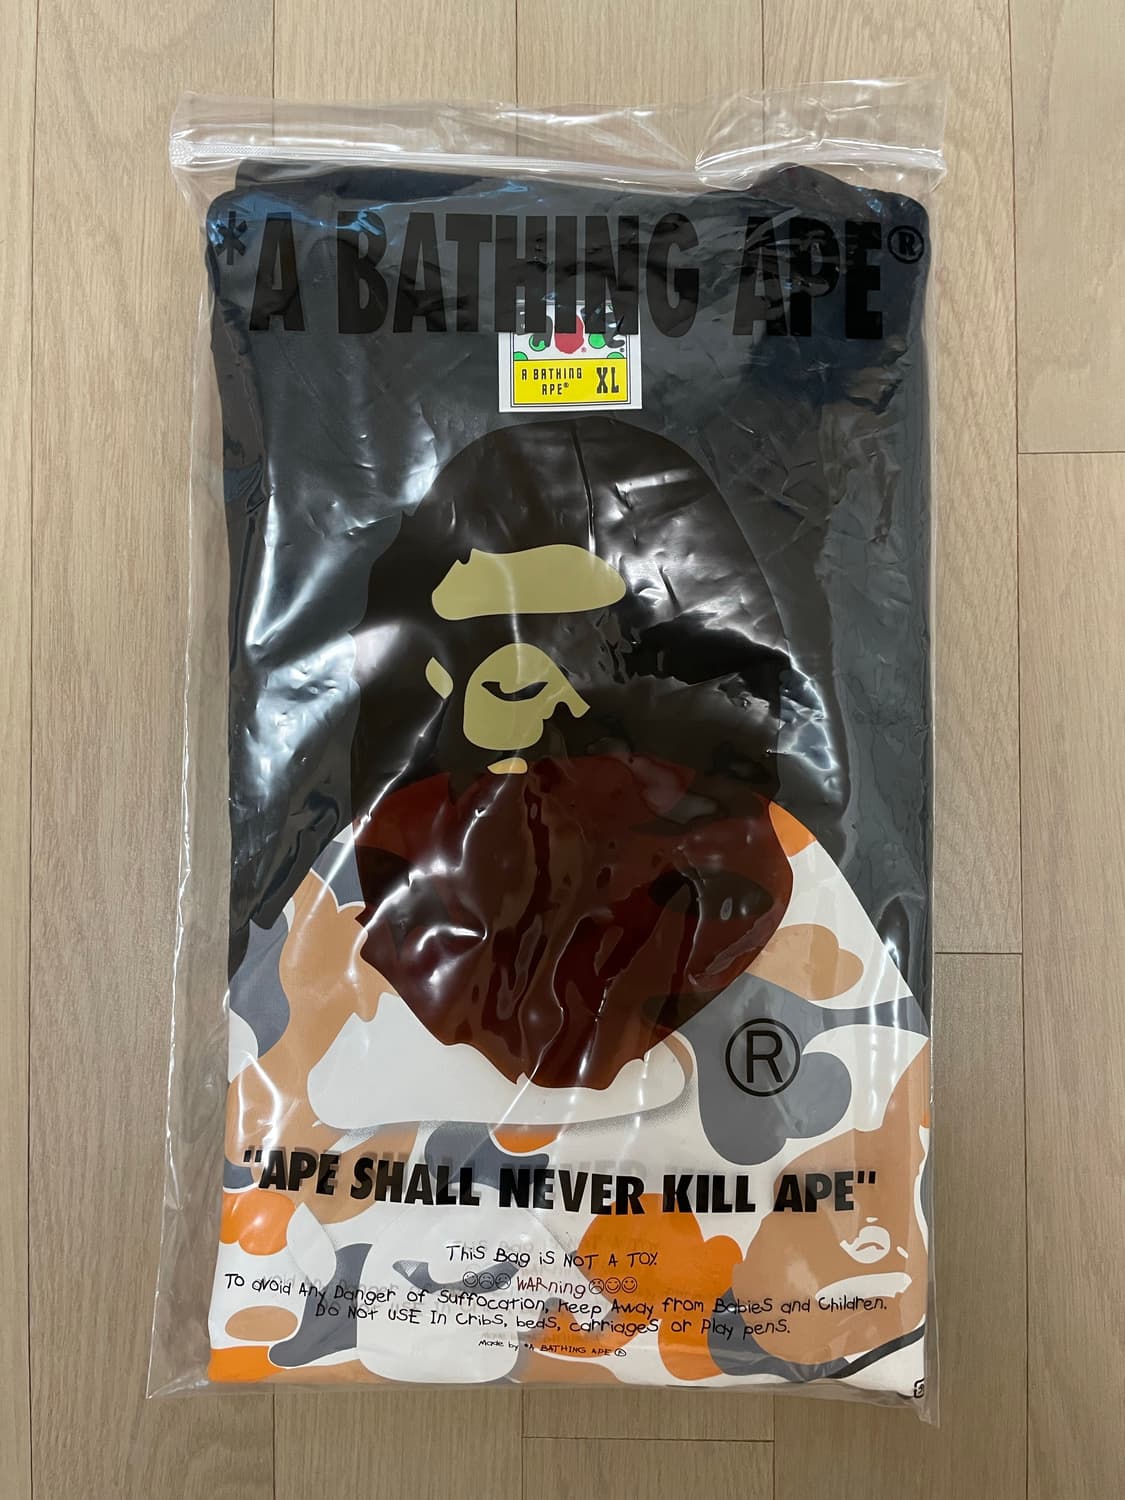 *A BATHING APE®
A BATHING
APE® XL
®
"APE SHALL NEVER KILL APE"
This Bag is NOT A TOY
WARning
To avoid Any Danger of Suffocation, Keep Away from Babies and Children.
Do Not USE In Cribs, beds, carriages or Play pens.
Made by *A BATHING APE®